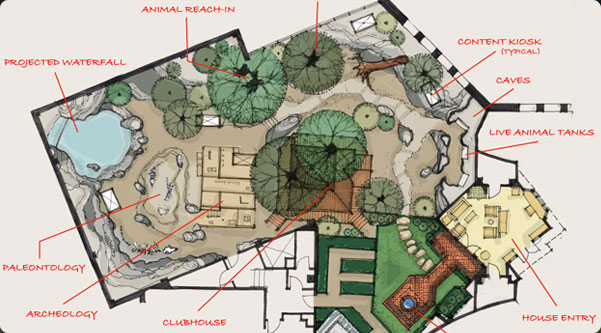 ANIMAL REACH-IN
PROJECTED WATERFALL
CONTENT KIOSK
(TYPICAL)
CAVES
LIVE ANIMAL TANKS
PALEONTOLOGY
ARCHEOLOGY
CLUBHOUSE
HOUSE ENTRY